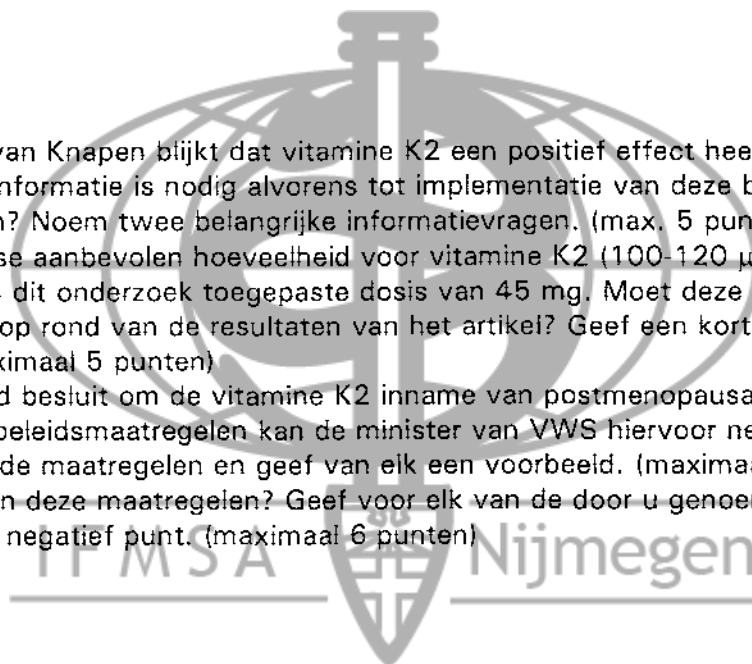 van Knapen blijkt dat vitamine K2 een positief effect hee
nformatie is nodig alvorens tot implementatie van deze b
n? Noem twee belangrijke informatievragen. (max. 5 pun
se aanbevolen hoeveelheid voor vitamine K2 (100-120 μ
dit onderzoek toegepaste dosis van 45 mg. Moet deze
op rond van de resultaten van het artikel? Geef een kort
ximaal 5 punten)
d besluit om de vitamine K2 inname van postmenopausa
beleidsmaatregelen kan de minister van VWS hiervoor ne
de maatregelen en geef van elk een voorbeeld. (maximaa
n deze maatregelen? Geef voor elk van de door u genoer
negatief punt. (maximaal 6 punten)
IFMSA Nijmegen